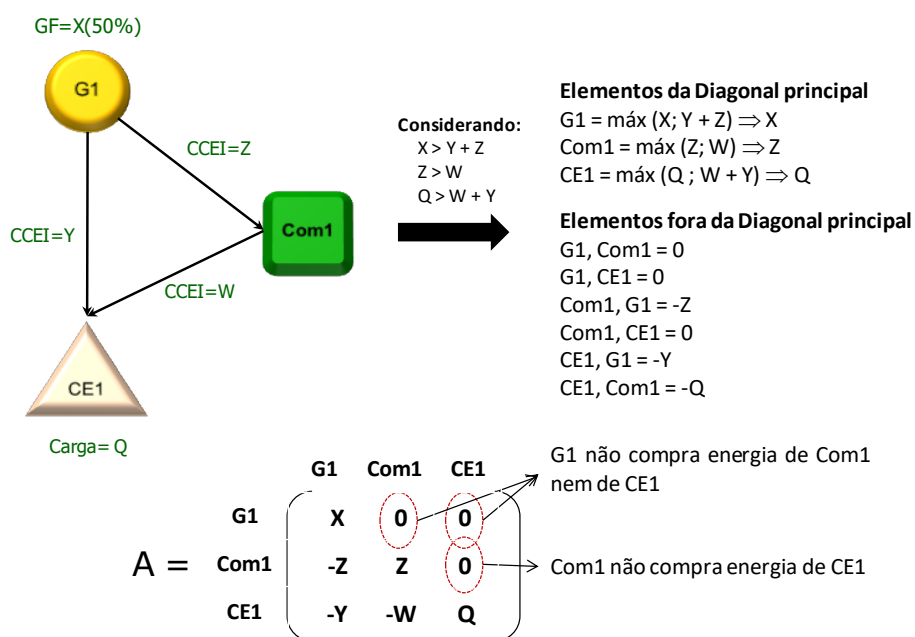 GF=X(50%)
G1
CCEI=Z
CCEI=Y
Com1
CCEI=W
CE1
Carga= Q
Considerando:
X > Y + Z
Z > W
Q > W + Y
Elementos da Diagonal principal
G1 = máx (X; Y + Z) ⇒ X
Com1 = máx (Z; W) ⇒ Z
CE1 = máx (Q ; W + Y) ⇒ Q
Elementos fora da Diagonal principal
G1, Com1 = 0
G1, CE1 = 0
Com1, G1 = -Z
Com1, CE1 = 0
CE1, G1 = -Y
CE1, Com1 = -Q
G1 Com1 CE1
G1 X 0 0
A = Com1 -Z Z 0
CE1 -Y -W Q
G1 não compra energia de Com1
nem de CE1
Com1 não compra energia de CE1